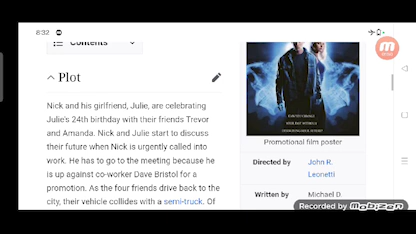 8:32
Contents
Plot
Nick and his girlfriend, Julie, are celebrating
Julie's 24th birthday with their friends Trevor
and Amanda. Nick and Julie start to discuss
their future when Nick is urgently called into
work. He has to go to the meeting because he
is up against co-worker Dave Bristol for a
promotion. As the four friends drive back to the
city, their vehicle collides with a semi-truck. Of
Promotional film poster
Directed by John R.
Leonetti
Written by Michael D.
Recorded by Mobizen